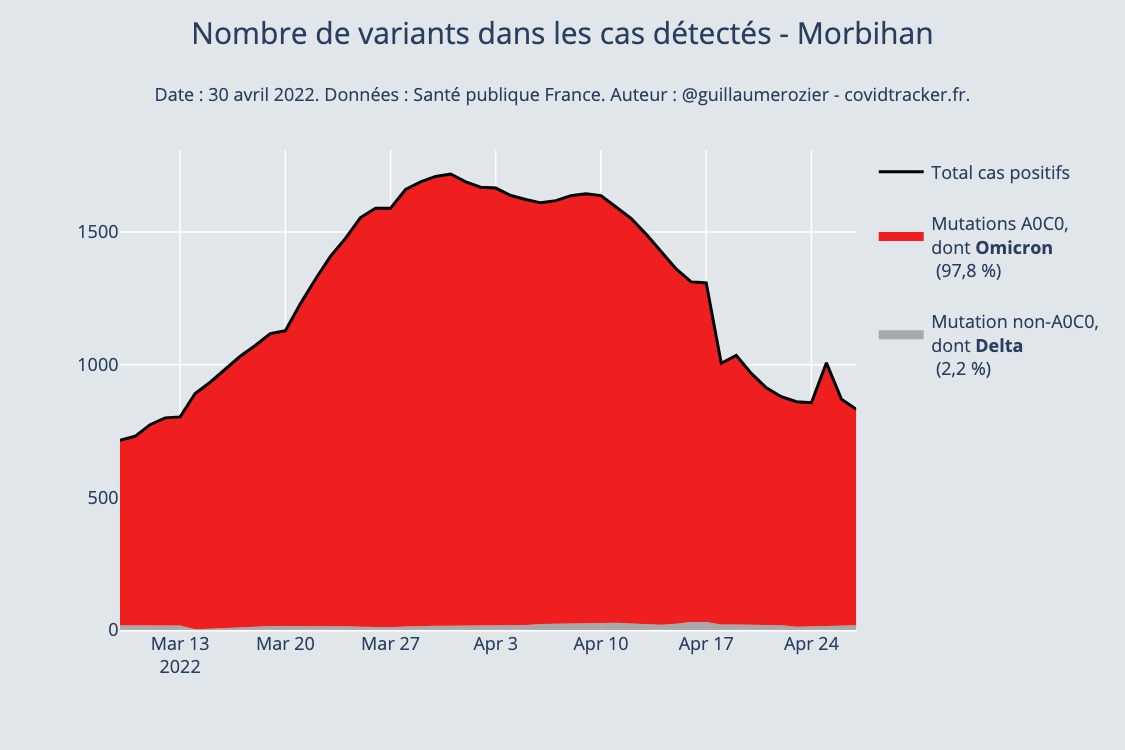 Nombre de variants dans les cas détectés - Morbihan
Date : 30 avril 2022. Données : Santé publique France. Auteur : @guillaumerozier - covidtracker.fr.
Total cas positifs
Mutations A0C0,
dont Omicron
(97,8 %)
Mutation non-A0C0,
dont Delta
(2,2 %)
1500
1000
500
0
Mar 13
2022
Mar 20
Mar 27
Apr 3
Apr 10
Apr 17
Apr 24